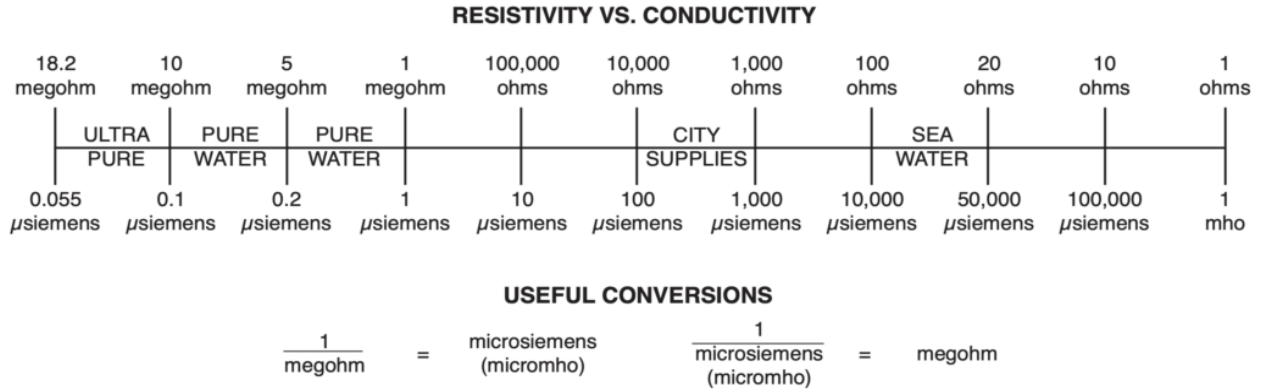 RESISTIVITY VS. CONDUCTIVITY
18.2 10 5 1 100,000 10,000 1,000 100 20 10 1
megohm megohm megohm megohm ohms ohms ohms ohms ohms ohms ohms
ULTRA PURE PURE CITY SEA
PURE WATER WATER SUPPLIES WATER
0.055 0.1 0.2 1 10 100 1,000 10,000 50,000 100,000 1
µsiemens µsiemens µsiemens µsiemens µsiemens µsiemens µsiemens µsiemens µsiemens µsiemens mho
USEFUL CONVERSIONS
1
megohm
=
microsiemens
(micromho)
1
microsiemens
(micromho)
=
megohm